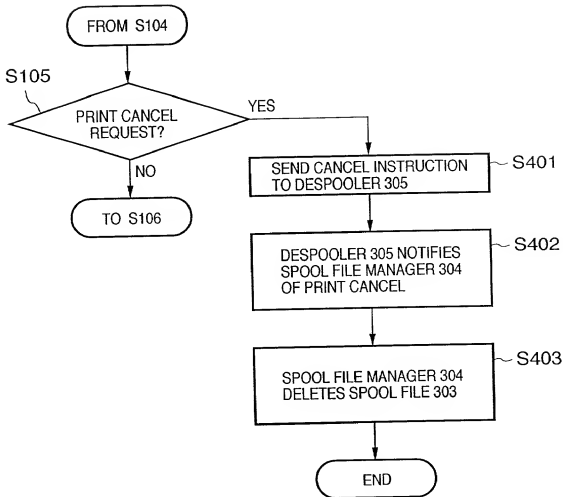 FROM S104
S105
PRINT CANCEL
REQUEST?
YES
NO
TO S106
SEND CANCEL INSTRUCTION
TO DESPOOLER 305
S401
DESPOOLER 305 NOTIFIES
SPOOL FILE MANAGER 304
OF PRINT CANCEL
S402
SPOOL FILE MANAGER 304
DELETES SPOOL FILE 303
S403
END